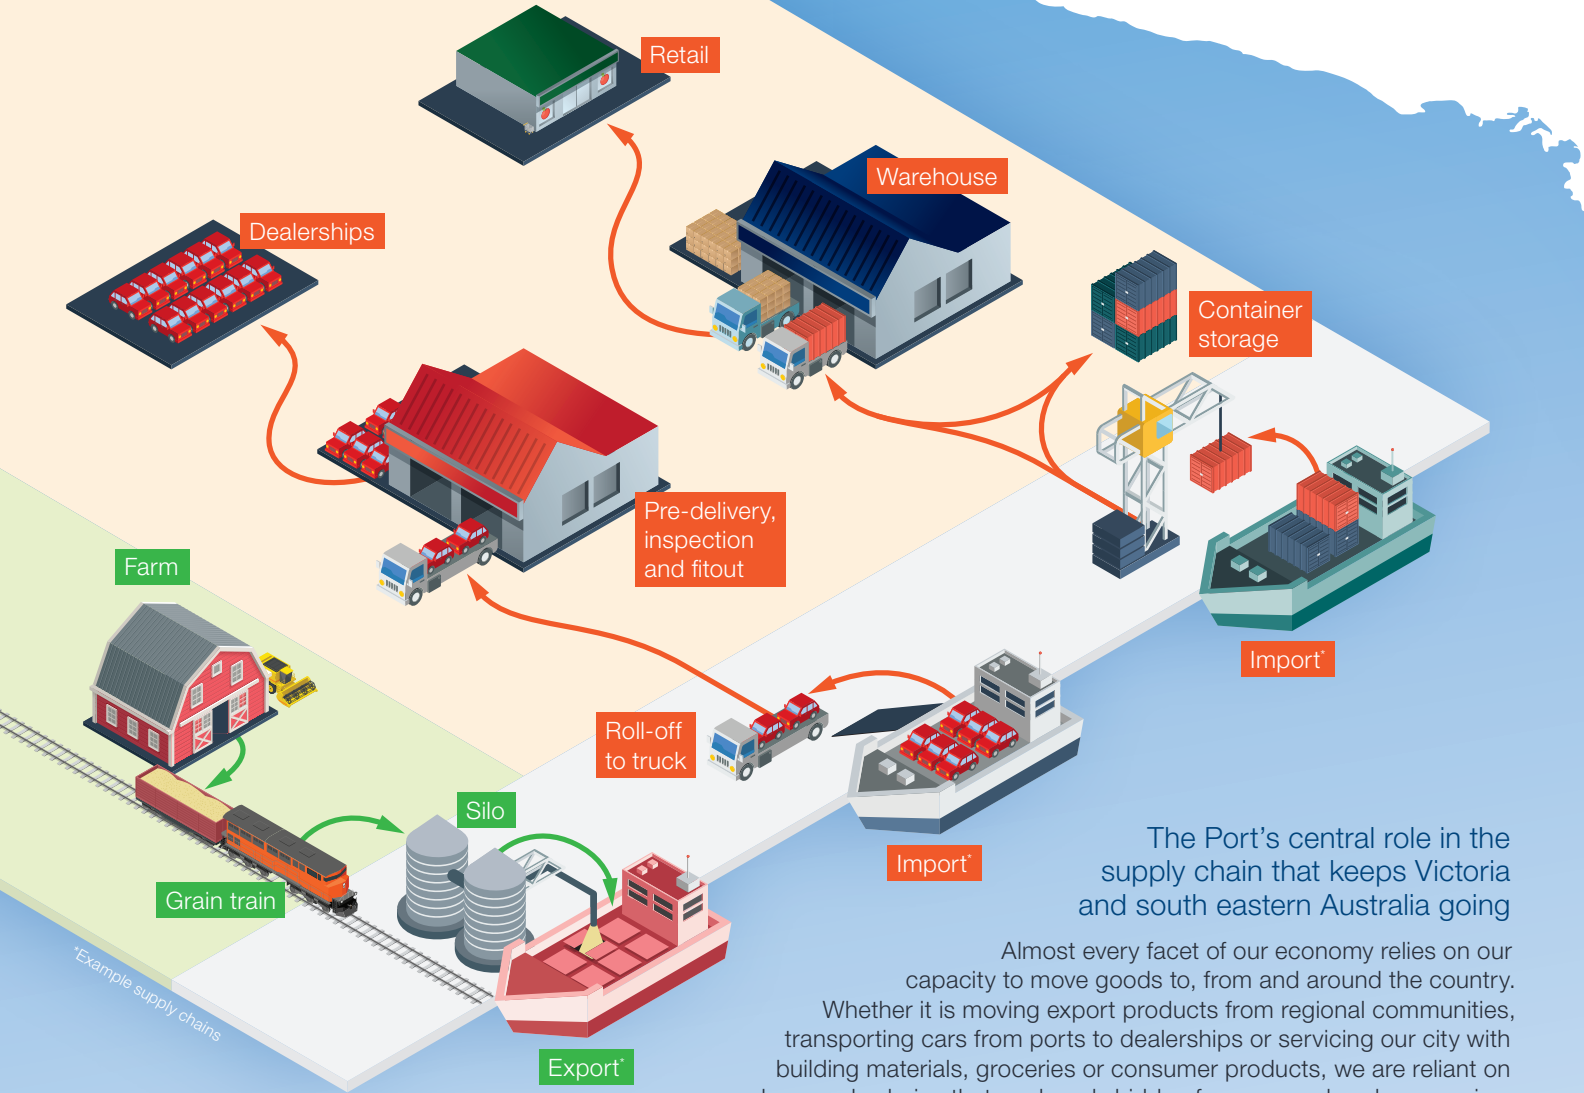 Retail
Warehouse
Dealerships
Container
storage
Pre-delivery,
inspection
and fitout
Farm
Import*
Roll-off
to truck
Silo
Import*
Grain train
*Example supply chains
Export*
The Port’s central role in the
supply chain that keeps Victoria
and south eastern Australia going
Almost every facet of our economy relies on our
capacity to move goods to, from and around the country.
Whether it is moving export products from regional communities,
transporting cars from ports to dealerships or servicing our city with
building materials, groceries or consumer products, we are reliant on